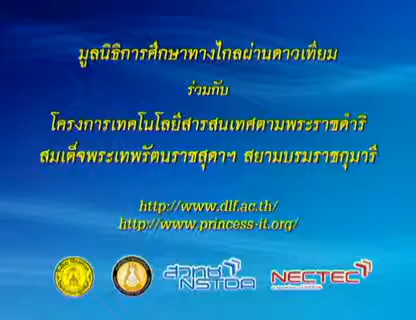 มูลนิธิการศึกษาทางไกลผ่านดาวเทียม
ร่วมกับ
โครงการเทคโนโลยีสารสนเทศตามพระราชดำริ
สมเด็จพระเทพรัตนราชสุดาฯ สยามบรมราชกุมารี
http://www.dlf.ac.th/
http://www.princess-it.org/
สวทช
NSTDA
NECTEC